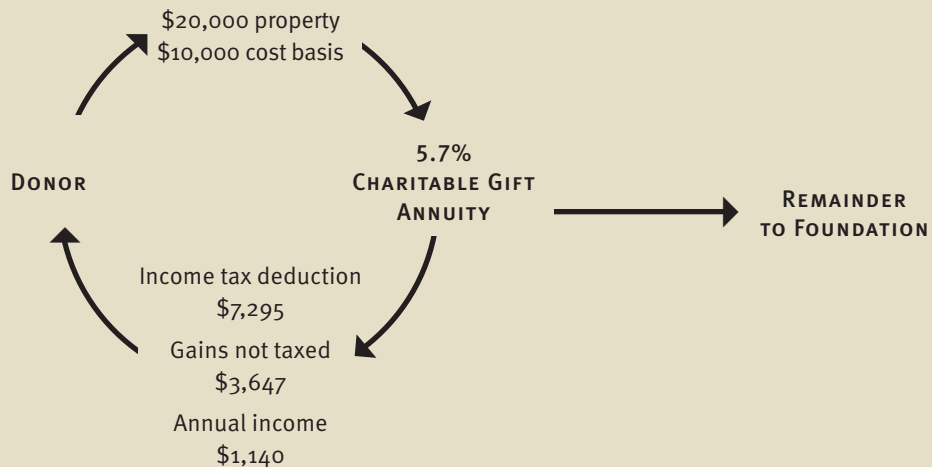 $20,000 property
$10,000 cost basis
Donor
5.7%
Charitable Gift
Annuity
Remainder
to Foundation
Income tax deduction
$7,295
Gains not taxed
$3,647
Annual income
$1,140